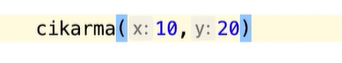 cikarma( x: 10, y: 20)